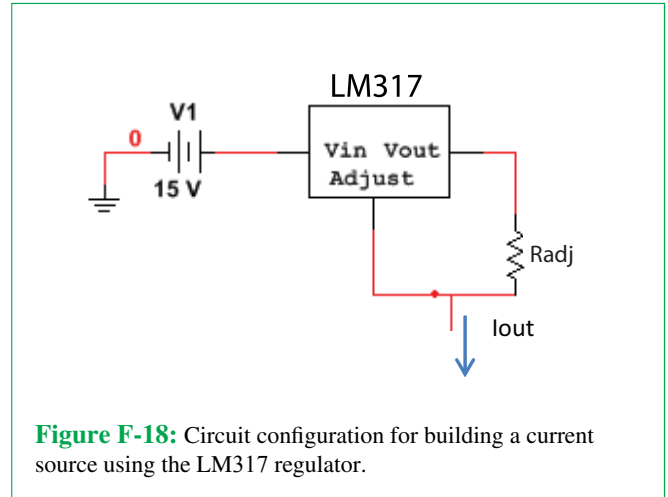 LM317
V1
0
Vin Vout
Adjust
15 V
Radj
Iout
Figure F-18: Circuit configuration for building a current
source using the LM317 regulator.